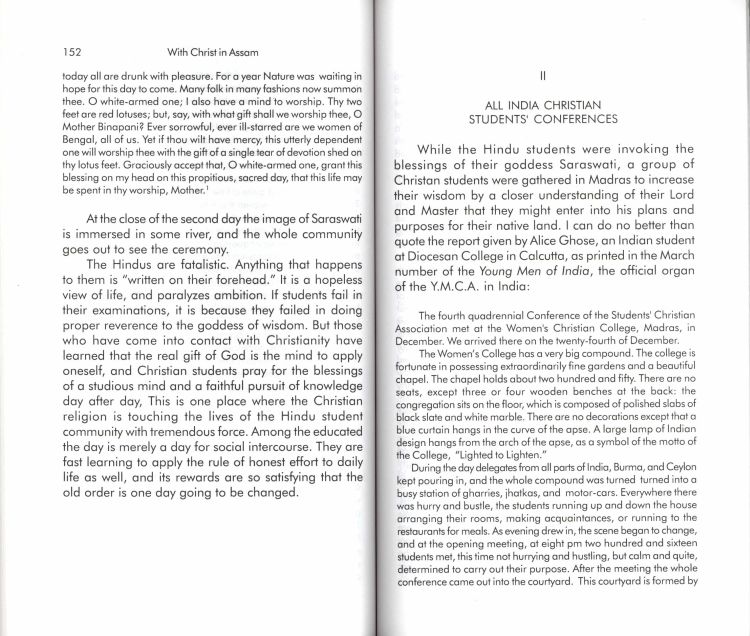 152
With Christ in Assam
today all are drunk with pleasure. For a year Nature was waiting in
hope for this day to come. Many folk in many fashions now summon
thee. O white-armed one; I also have a mind to worship. Thy two
feet are red lotuses; but, say, with what gift shall we worship thee, O
Mother Binapani? Ever sorrowful, ever ill-starred are we women of
Bengal, all of us. Yet if thou wilt have mercy, this utterly dependent
one will worship thee with the gift of a single tear of devotion shed on
thy lotus feet. Graciously accept that, O white-armed one, grant this
blessing on my head on this propitious, sacred day, that this life may
be spent in thy worship, Mother.¹
At the close of the second day the image of Saraswati
is immersed in some river, and the whole community
goes out to see the ceremony.
The Hindus are fatalistic. Anything that happens
to them is "written on their forehead." It is a hopeless
view of life, and paralyzes ambition. If students fail in
their examinations, it is because they failed in doing
proper reverence to the goddess of wisdom. But those
who have come into contact with Christianity have
learned that the real gift of God is the mind to apply
oneself, and Christian students pray for the blessings
of a studious mind and a faithful pursuit of knowledge
day after day, This is one place where the Christian
religion is touching the lives of the Hindu student
community with tremendous force. Among the educated
the day is merely a day for social intercourse. They are
fast learning to apply the rule of honest effort to daily
life as well, and its rewards are so satisfying that the
old order is one day going to be changed.
II
ALL INDIA CHRISTIAN
STUDENTS' CONFERENCES
While the Hindu students were invoking the
blessings of their goddess Saraswati, a group of
Christan students were gathered in Madras to increase
their wisdom by a closer understanding of their Lord
and Master that they might enter into his plans and
purposes for their native land. I can do no better than
quote the report given by Alice Ghose, an Indian student
at Diocesan College in Calcutta, as printed in the March
number of the Young Men of India, the official organ
of the Y.M.C.A. in India:
The fourth quadrennial Conference of the Students' Christian
Association met at the Women's Christian College, Madras, in
December. We arrived there on the twenty-fourth of December.
The Women's College has a very big compound. The college is
fortunate in possessing extraordinarily fine gardens and a beautiful
chapel. The chapel holds about two hundred and fifty. There are no
seats, except three or four wooden benches at the back: the
congregation sits on the floor, which is composed of polished slabs of
black slate and white marble. There are no decorations except that a
blue curtain hangs in the curve of the apse. A large lamp of Indian
design hangs from the arch of the apse, as a symbol of the motto of
the College, "Lighted to Lighten."
During the day delegates from all parts of India, Burma, and Ceylon
kept pouring in, and the whole compound was turned turned into a
busy station of gharries, jhatkas, and motor-cars. Everywhere there
was hurry and bustle, the students running up and down the house
arranging their rooms, making acquaintances, or running to the
restaurants for meals. As evening drew in, the scene began to change,
and at the opening meeting, at eight pm two hundred and sixteen
students met, this time not hurrying and hustling, but calm and quite,
determined to carry out their purpose. After the meeting the whole
conference came out into the courtyard. This courtyard is formed by